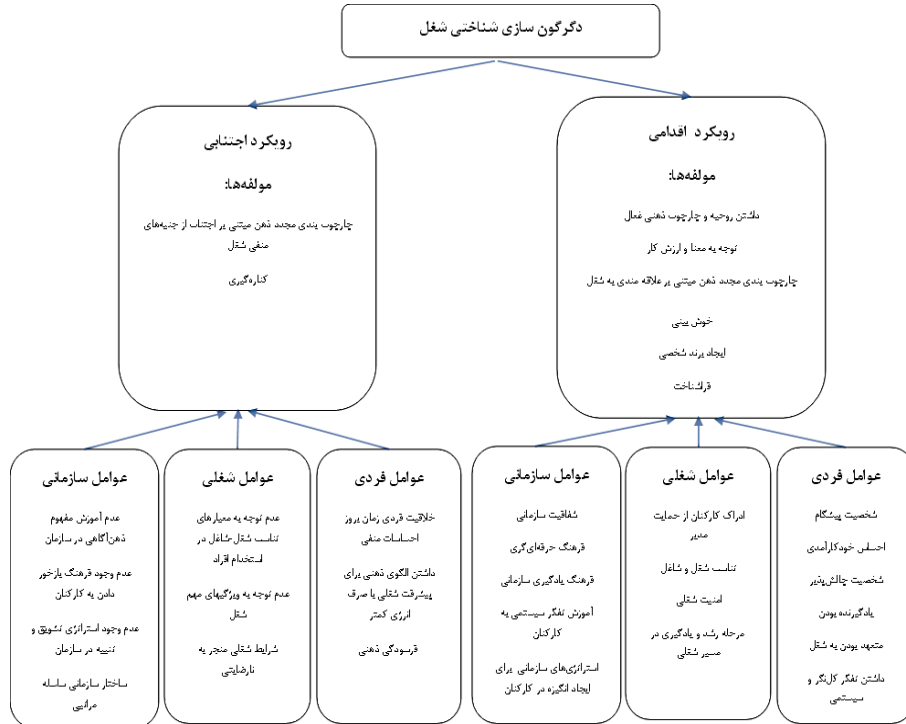 دگرگون سازی شناختی شغل
رویکرد اقدامی
مولفه‌ها:
داشتن روحیه و چارچوب ذهنی فعال
توجه به معنا و ارزش کار
چارچوب بندی مجدد ذهن مبتنی بر علاقه مندی به شغل
خوش بینی
ایجاد برند شخصی
فراشناخت
رویکرد اجتنابی
مولفه‌ها:
چارچوب بندی مجدد ذهن مبتنی بر اجتناب از جنبه‌های
منفی شغل
کناره‌گیری
عوامل فردی
شخصیت پیشگام
احساس خودکارآمدی
شخصیت چالش‌پذیر
یادگیرنده بودن
متعهد بودن به شغل
داشتن تفکر کل‌نگر و
سیستمی
عوامل شغلی
ادراک کارکنان از حمایت
مدیر
تناسب شغل و شاغل
امنیت شغلی
مرحله رشد و یادگیری در
مسیر شغلی
عوامل سازمانی
شفافیت سازمانی
فرهنگ حرفه‌ای‌گری
فرهنگ یادگیری سازمانی
آموزش تفکر سیستمی به
کارکنان
استراتژی‌های سازمانی برای
ایجاد انگیزه در کارکنان
عوامل فردی
خلاقیت فردی زمان بروز
احساسات منفی
داشتن الگوی ذهنی برای
پیشرفت شغلی با صرف
انرژی کمتر
فرسودگی ذهنی
عوامل شغلی
عدم توجه به معیارهای
تناسب شغل شاغل در
استخدام افراد
عدم توجه به ویژگیهای مهم
شغل
شرایط شغلی منجر به
نارضایتی
عوامل سازمانی
عدم آموزش مفهوم
ذهن‌آگاهی در سازمان
عدم وجود فرهنگ بازخور
دادن به کارکنان
عدم وجود استراتژی تشویق و
تنبیه در سازمان
ساختار سازمانی سلسله
مراتبی